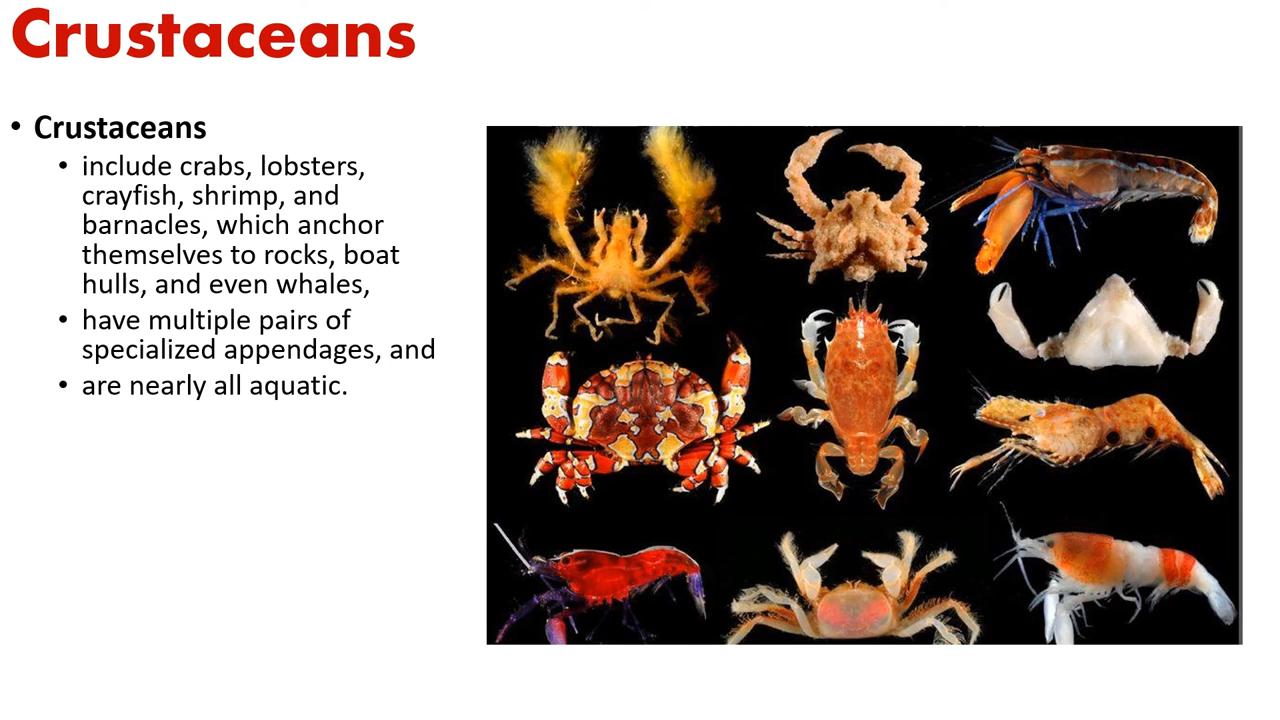 Crustaceans
• Crustaceans
• include crabs, lobsters,
crayfish, shrimp, and
barnacles, which anchor
themselves to rocks, boat
hulls, and even whales,
• have multiple pairs of
specialized appendages, and
• are nearly all aquatic.